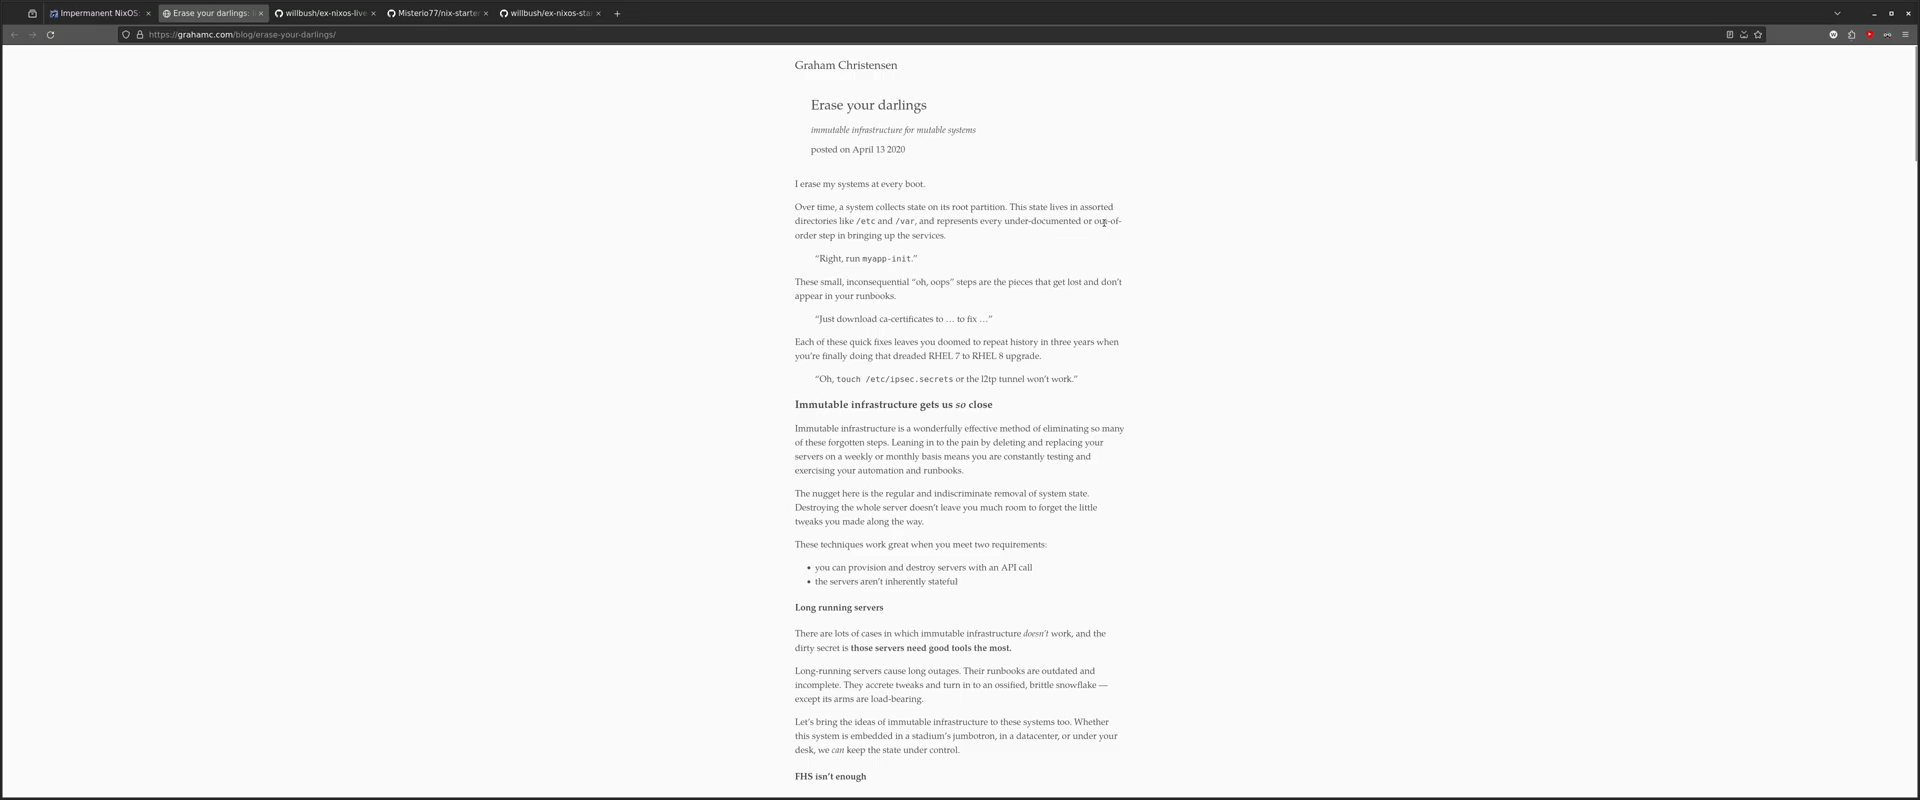 Impermanent NixOS:
Erase your darlings:
willbush/ex-nixos-live
Misterio77/nix-starte
willbush/ex-nixos-sta
https://grahamc.com/blog/erase-your-darlings/
Graham Christensen
Erase your darlings
immutable infrastructure for mutable systems
posted on April 13 2020
I erase my systems at every boot.
Over time, a system collects state on its root partition. This state lives in assorted
directories like /etc and /var, and represents every under-documented or out-of-
order step in bringing up the services.
“Right, run myapp-init.”
These small, inconsequential “oh, oops” steps are the pieces that get lost and don’t
appear in your runbooks.
“Just download ca-certificates to … to fix …”
Each of these quick fixes leaves you doomed to repeat history in three years when
you’re finally doing that dreaded RHEL 7 to RHEL 8 upgrade.
“Oh, touch /etc/ipsec.secrets or the l2tp tunnel won’t work.”
Immutable infrastructure gets us so close
Immutable infrastructure is a wonderfully effective method of eliminating so many
of these forgotten steps. Leaning in to the pain by deleting and replacing your
servers on a weekly or monthly basis means you are constantly testing and
exercising your automation and runbooks.
The nugget here is the regular and indiscriminate removal of system state.
Destroying the whole server doesn’t leave you much room to forget the little
tweaks you made along the way.
These techniques work great when you meet two requirements:
• you can provision and destroy servers with an API call
• the servers aren’t inherently stateful
Long running servers
There are lots of cases in which immutable infrastructure doesn’t work, and the
dirty secret is those servers need good tools the most.
Long-running servers cause long outages. Their runbooks are outdated and
incomplete. They accrete tweaks and turn in to an ossified, brittle snowflake —
except its arms are load-bearing.
Let’s bring the ideas of immutable infrastructure to these systems too. Whether
this system is embedded in a stadium’s jumbotron, in a datacenter, or under your
desk, we can keep the state under control.
FHS isn’t enough